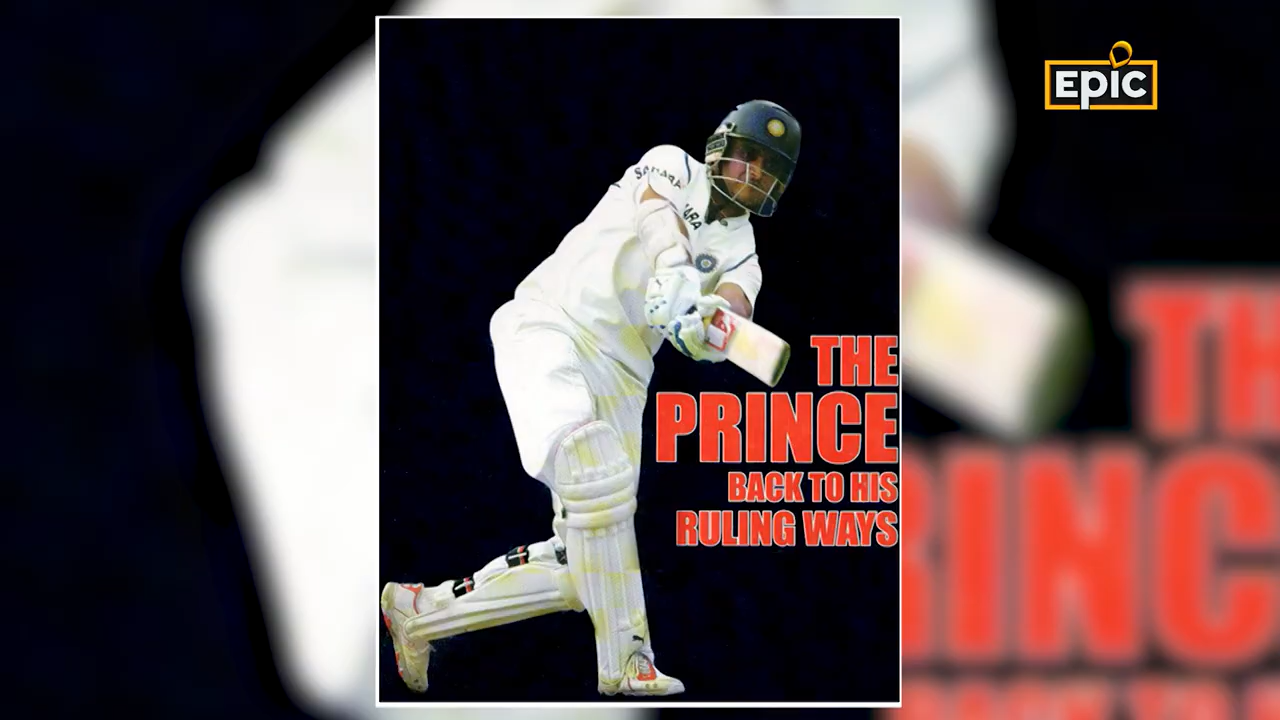 EPIC
SAHARA
THE
PRINCE
BACK TO HIS
RULING WAYS